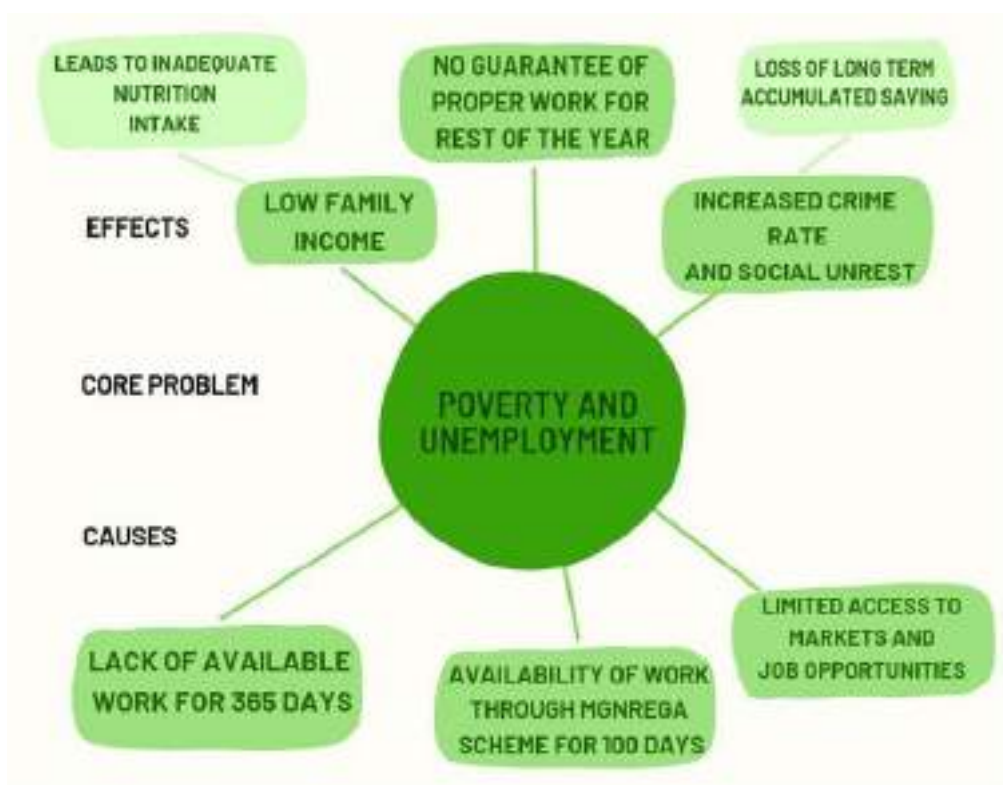 LEADS TO INADEQUATE
NUTRITION
INTAKE
NO GUARANTEE OF
PROPER WORK FOR
REST OF THE YEAR
LOSS OF LONG TERM
ACCUMULATED SAVING
EFFECTS
LOW FAMILY
INCOME
INCREASED CRIME
RATE
AND SOCIAL UNREST
CORE PROBLEM
POVERTY AND
UNEMPLOYMENT
CAUSES
LACK OF AVAILABLE
WORK FOR 365 DAYS
AVAILABILITY OF WORK
THROUGH MGNREGA
SCHEME FOR 100 DAYS
LIMITED ACCESS TO
MARKETS AND
JOB OPPORTUNITIES